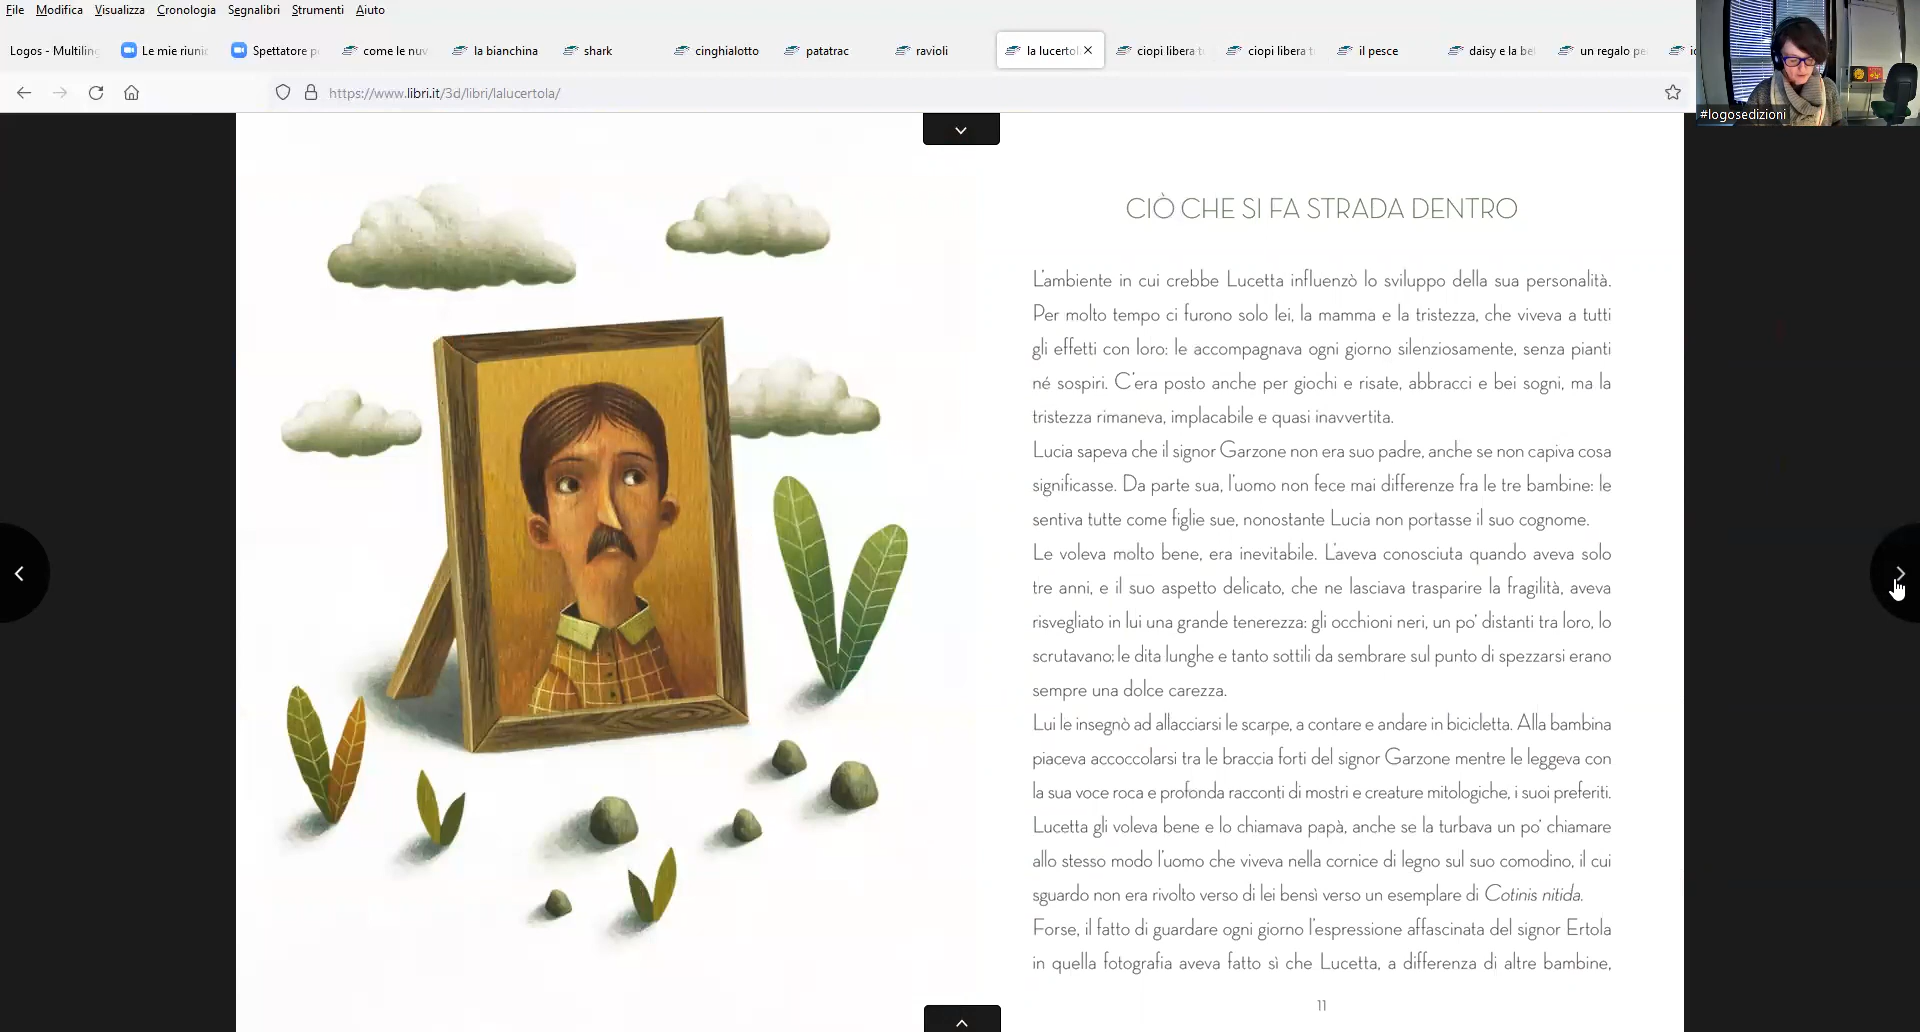 File Modifica Visualizza Cronologia Segnalibri Strumenti Aiuto
Logos - Multiling Le mie riunio Spettatore p come le nuv la bianchina shark cinghialotto patatrac ravioli la lucertol ciopi libera t ciopi libera t il pesce daisy e la be un regalo pe
https://www.libri.it/3d/libri/lalucertola/
#logosedizioni
CIÒ CHE SI FA STRADA DENTRO
L'ambiente in cui crebbe Lucetta influenzò lo sviluppo della sua personalità.
Per molto tempo ci furono solo lei, la mamma e la tristezza, che viveva a tutti
gli effetti con loro: le accompagnava ogni giorno silenziosamente, senza pianti
né sospiri. C'era posto anche per giochi e risate, abbracci e bei sogni, ma la
tristezza rimaneva, implacabile e quasi inavvertita.
Lucia sapeva che il signor Garzone non era suo padre, anche se non capiva cosa
significasse. Da parte sua, l'uomo non fece mai differenze fra le tre bambine: le
sentiva tutte come figlie sue, nonostante Lucia non portasse il suo cognome.
Le voleva molto bene, era inevitabile. L'aveva conosciuta quando aveva solo
tre anni, e il suo aspetto delicato, che ne lasciava trasparire la fragilità, aveva
risvegliato in lui una grande tenerezza: gli occhioni neri, un po' distanti tra loro, lo
scrutavano; le dita lunghe e tanto sottili da sembrare sul punto di spezzarsi erano
sempre una dolce carezza.
Lui le insegnò ad allacciarsi le scarpe, a contare e andare in bicicletta. Alla bambina
piaceva accoccolarsi tra le braccia forti del signor Garzone mentre le leggeva con
la sua voce roca e profonda racconti di mostri e creature mitologiche, i suoi preferiti.
Lucetta gli voleva bene e lo chiamava papà, anche se la turbava un po' chiamare
allo stesso modo l'uomo che viveva nella cornice di legno sul suo comodino, il cui
sguardo non era rivolto verso di lei bensì verso un esemplare di Cotinis nitida.
Forse, il fatto di guardare ogni giorno l'espressione affascinata del signor Ertola
in quella fotografia aveva fatto sì che Lucetta, a differenza di altre bambine,
11